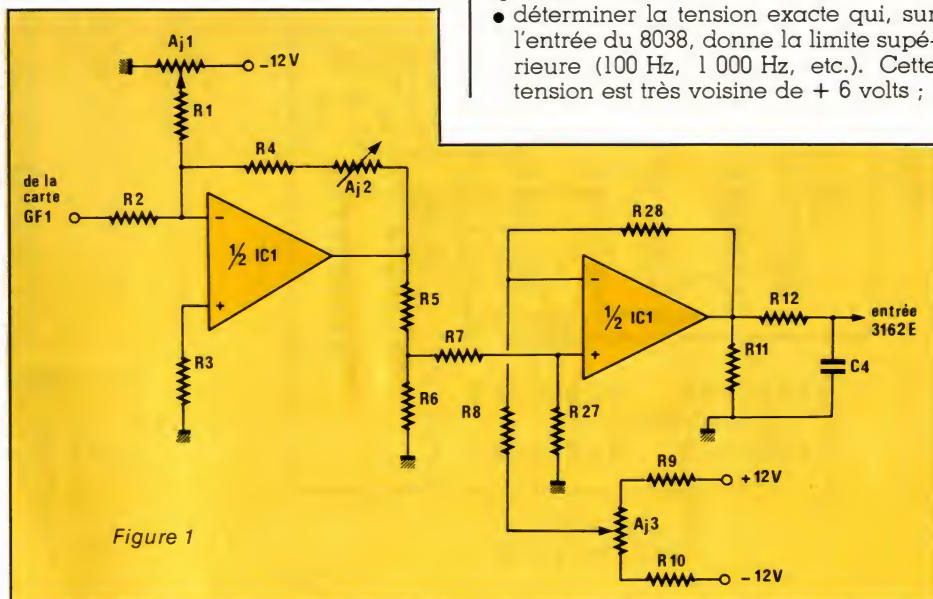 • déterminer la tension exacte qui, sur
l'entrée du 8038, donne la limite supé-
rieure (100 Hz, 1 000 Hz, etc.). Cette
tension est très voisine de + 6 volts ;
Aj1
-12V
R1
R4
Aj2
de la
carte
GF1
R2
-
½ IC1
+
R3
R5
R7
R6
R28
-
½ IC1
+
R12
entrée
3162 E
R11
C4
R8
R27
R9
+12V
Aj3
R10
-12V
Figure 1